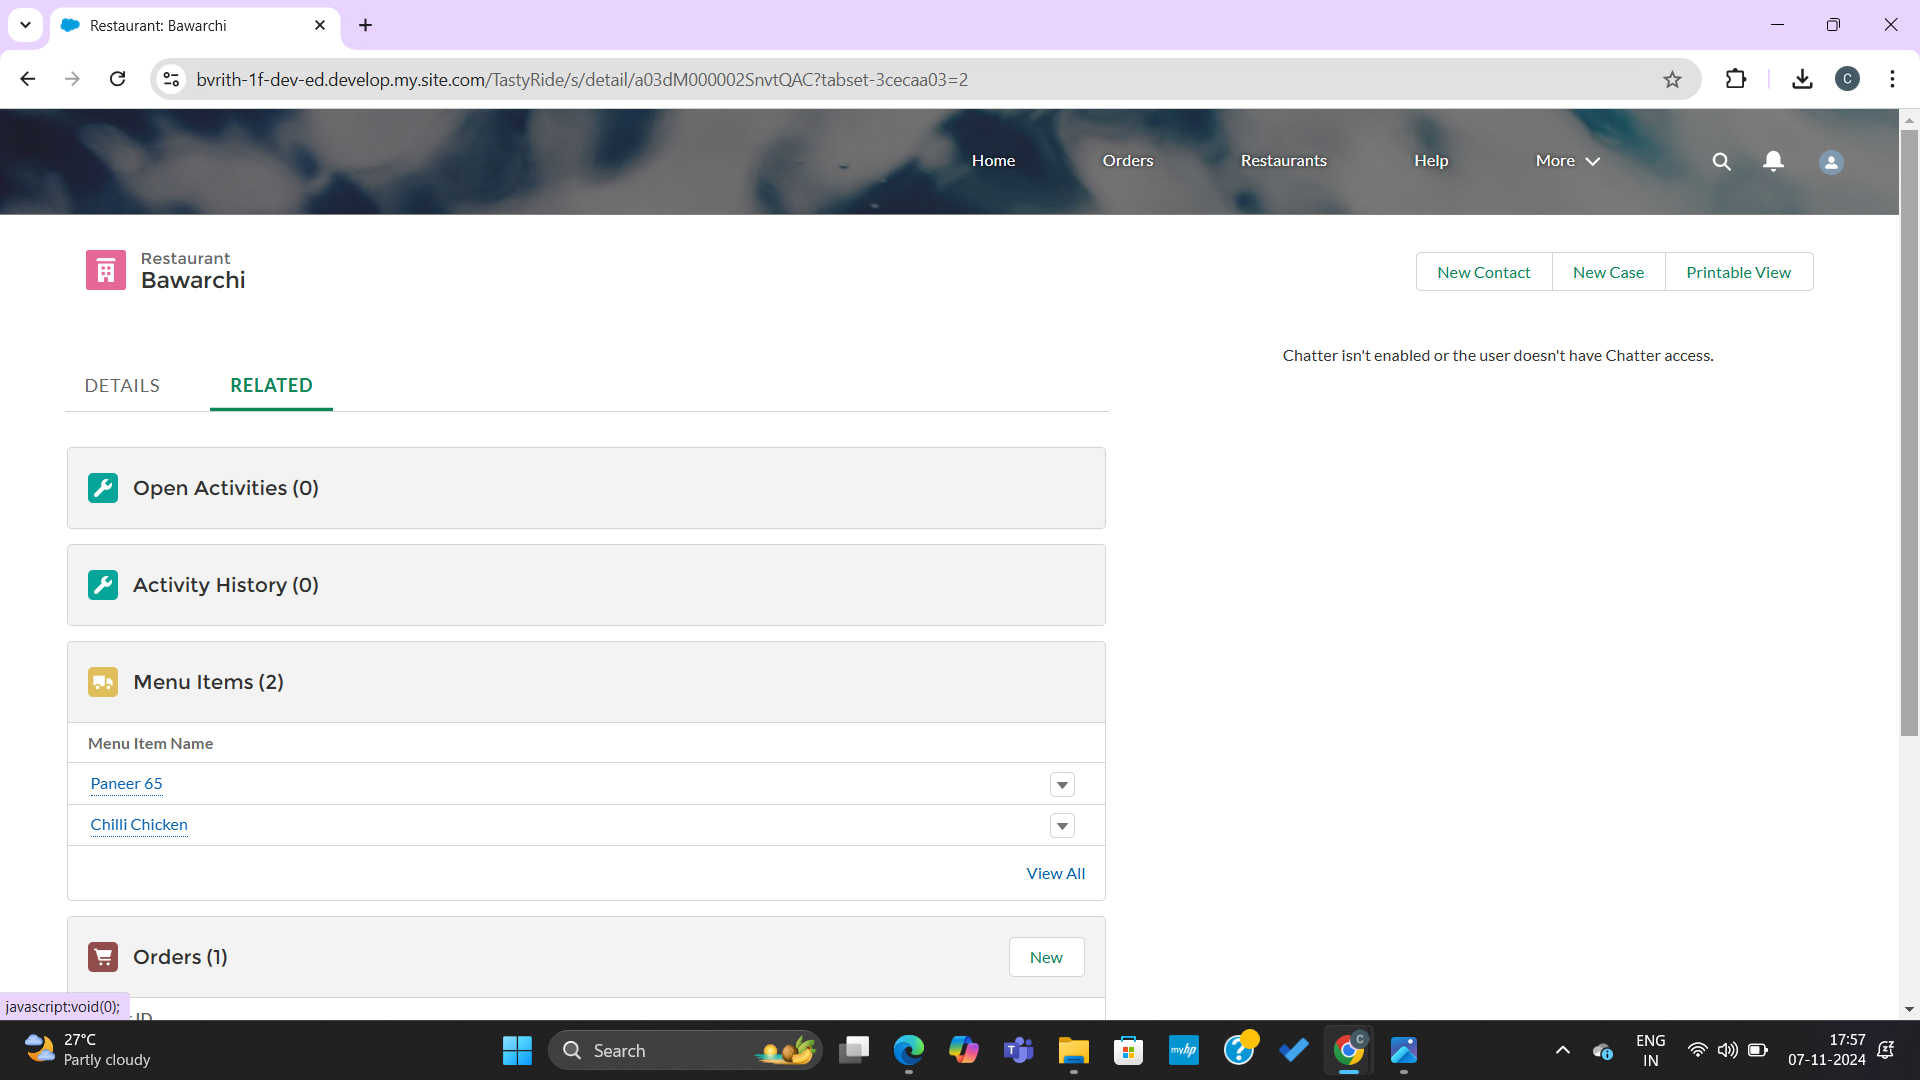 Restaurant: Bawarchi
bvrith-1f-dev-ed.develop.my.site.com/TastyRide/s/detail/a03dM000002SnvtQAC?tabset-3cecaa03=2
C
Home Orders Restaurants Help More
Restaurant
Bawarchi
New Contact New Case Printable View
Chatter isn't enabled or the user doesn't have Chatter access.
DETAILS RELATED
Open Activities (0)
Activity History (0)
Menu Items (2)
Menu Item Name
Paneer 65
Chilli Chicken
View All
Orders (1) New
javascript:void(0);
ID
27°C
Partly cloudy
Search
myhp
C
ENG
IN
17:57
07-11-2024